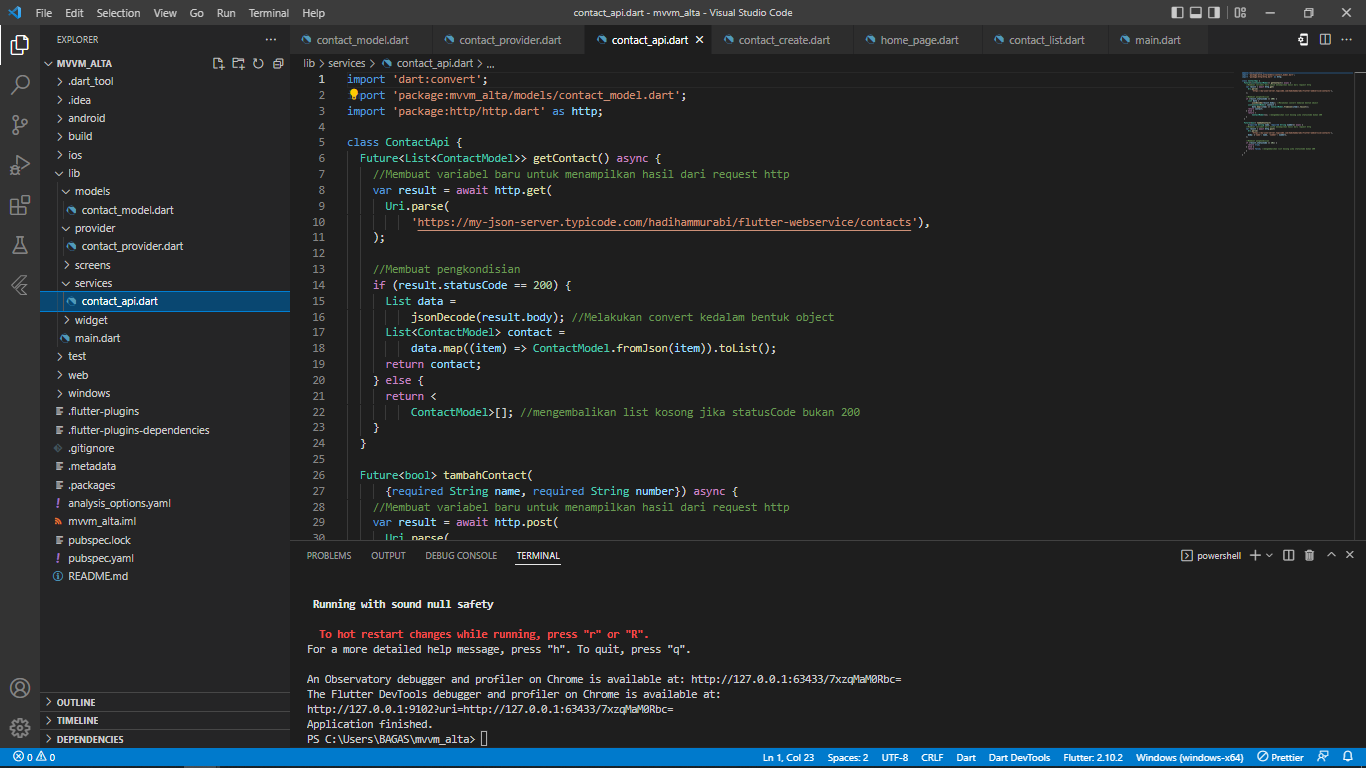 File Edit Selection View Go Run Terminal Help
contact_api.dart - mvvm_alta - Visual Studio Code
EXPLORER
MVVM_ALTA
.dart_tool
.idea
android
build
ios
lib
models
contact_model.dart
provider
contact_provider.dart
screens
services
contact_api.dart
widget
main.dart
test
web
windows
.flutter-plugins
.flutter-plugins-dependencies
.gitignore
.metadata
.packages
analysis_options.yaml
mvvm_alta.iml
pubspec.lock
pubspec.yaml
README.md
OUTLINE
TIMELINE
DEPENDENCIES
contact_model.dart contact_provider.dart contact_api.dart contact_create.dart home_page.dart contact_list.dart main.dart
lib > services > contact_api.dart > ...
1 import 'dart:convert';
2 port 'package:mvvm_alta/models/contact_model.dart';
3 import 'package:http/http.dart' as http;
4
5 class ContactApi {
6 Future<List<ContactModel>> getContact() async {
7 //Membuat variabel baru untuk menampilkan hasil dari request http
8 var result = await http.get(
9 Uri.parse(
10 'https://my-json-server.typicode.com/hadihammurabi/flutter-webservice/contacts'),
11 );
12
13 //Membuat pengkondisian
14 if (result.statusCode == 200) {
15 List data =
16 jsonDecode(result.body); //Melakukan convert kedalam bentuk object
17 List<ContactModel> contact =
18 data.map((item) => ContactModel.fromJson(item)).toList();
19 return contact;
20 } else {
21 return <
22 ContactModel>[]; //mengembalikan list kosong jika statusCode bukan 200
23 }
24 }
25
26 Future<bool> tambahContact(
27 {required String name, required String number}) async {
28 //Membuat variabel baru untuk menampilkan hasil dari request http
29 var result = await http.post(
30 Uri.parse(
PROBLEMS OUTPUT DEBUG CONSOLE TERMINAL
powershell
Running with sound null safety
To hot restart changes while running, press "r" or "R".
For a more detailed help message, press "h". To quit, press "q".
An Observatory debugger and profiler on Chrome is available at: http://127.0.0.1:63433/7xzqMaM0Rbc=
The Flutter DevTools debugger and profiler on Chrome is available at:
http://127.0.0.1:9102?uri=http://127.0.0.1:63433/7xzqMaM0Rbc=
Application finished.
PS C:\Users\BAGAS\mvvm_alta>
0 0 Ln 1, Col 23 Spaces: 2 UTF-8 CRLF Dart Dart DevTools Flutter: 2.10.2 Windows (windows-x64) Prettier